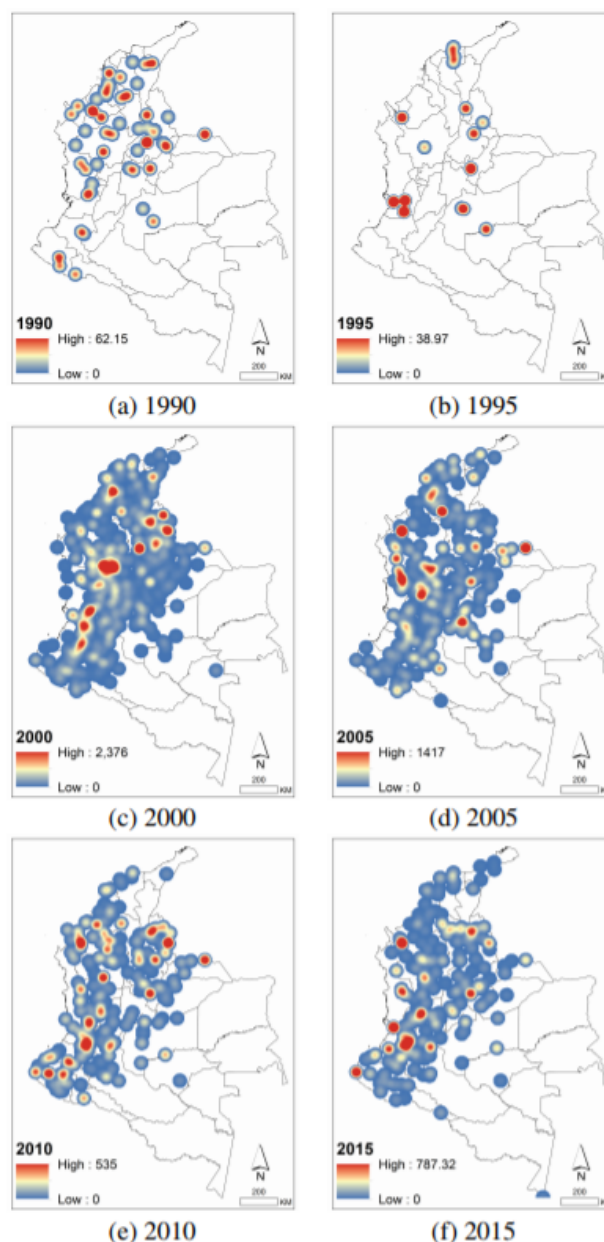 1990
High : 62.15
Low : 0
N
200
KM
(a) 1990
1995
High : 38.97
Low : 0
N
200
KM
(b) 1995
2000
High : 2,376
Low : 0
N
200
KM
(c) 2000
2005
High : 1417
Low : 0
N
200
KM
(d) 2005
2010
High : 535
Low : 0
N
200
KM
(e) 2010
2015
High : 787.32
Low : 0
N
200
KM
(f) 2015